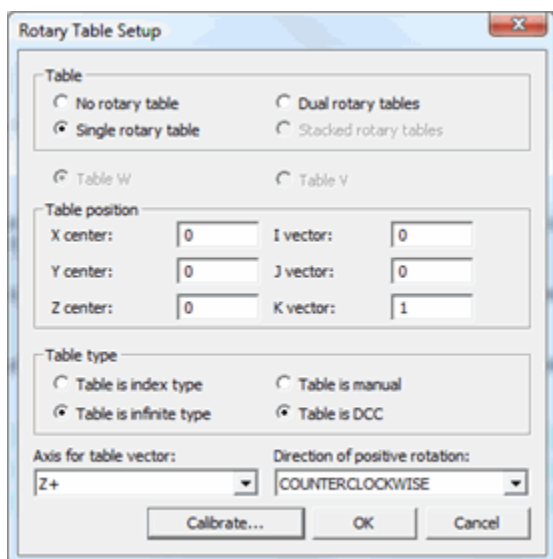 Rotary Table Setup
Table
No rotary table
Dual rotary tables
Single rotary table
Stacked rotary tables
Table W
Table V
Table position
X center: 0
I vector: 0
Y center: 0
J vector: 0
Z center: 0
K vector: 1
Table type
Table is index type
Table is manual
Table is infinite type
Table is DCC
Axis for table vector:
Direction of positive rotation:
Z+
COUNTERCLOCKWISE
Calibrate...
OK
Cancel